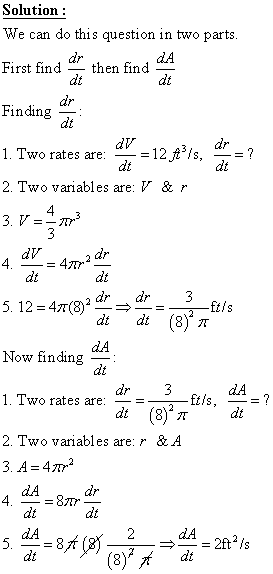 Solution :
We can do this question in two parts.
First find dr/dt then find dA/dt
Finding dr/dt :
1. Two rates are: dV/dt = 12 ft³/s, dr/dt = ?
2. Two variables are: V & r
3. V = 4/3 πr³
4. dV/dt = 4πr² dr/dt
5. 12 = 4π(8)² dr/dt ⇒ dr/dt = 3/((8)² π) ft/s
Now finding dA/dt :
1. Two rates are: dr/dt = 3/((8)² π) ft/s, dA/dt = ?
2. Two variables are: r & A
3. A = 4πr²
4. dA/dt = 8πr dr/dt
5. dA/dt = 8π(8) 2/((8)² π) ⇒ dA/dt = 2ft²/s